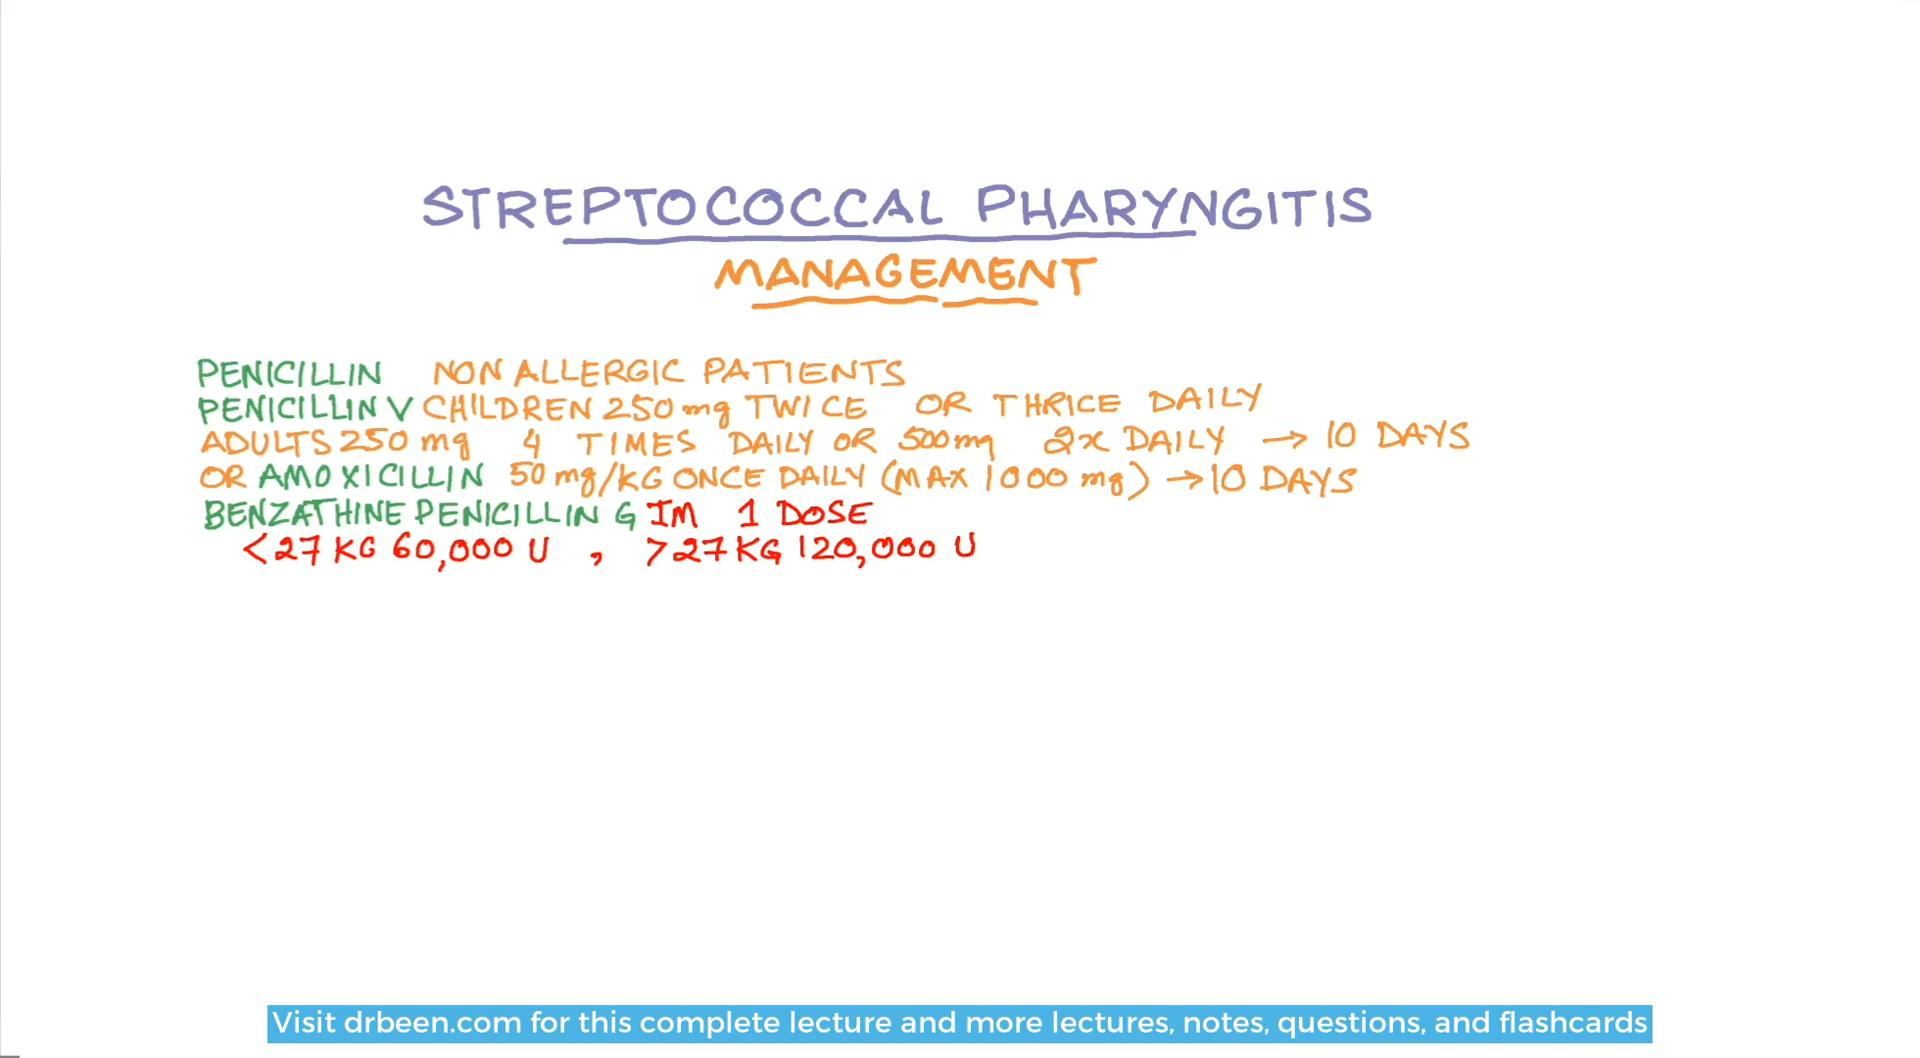 STREPTOCOCCAL PHARYNGITIS
MANAGEMENT
PENICILLIN NON ALLERGIC PATIENTS
PENICILLIN V CHILDREN 250 mg TWICE OR THRICE DAILY
ADULTS 250 mg 4 TIMES DAILY OR 500 mg 2x DAILY → 10 DAYS
OR AMOXICILLIN 50 mg/KG ONCE DAILY (MAX 1000 mg) → 10 DAYS
BENZATHINE PENICILLIN G IM 1 DOSE
<27 KG 60,000 U , >27 KG 120,000 U
Visit drbeen.com for this complete lecture and more lectures, notes, questions, and flashcards